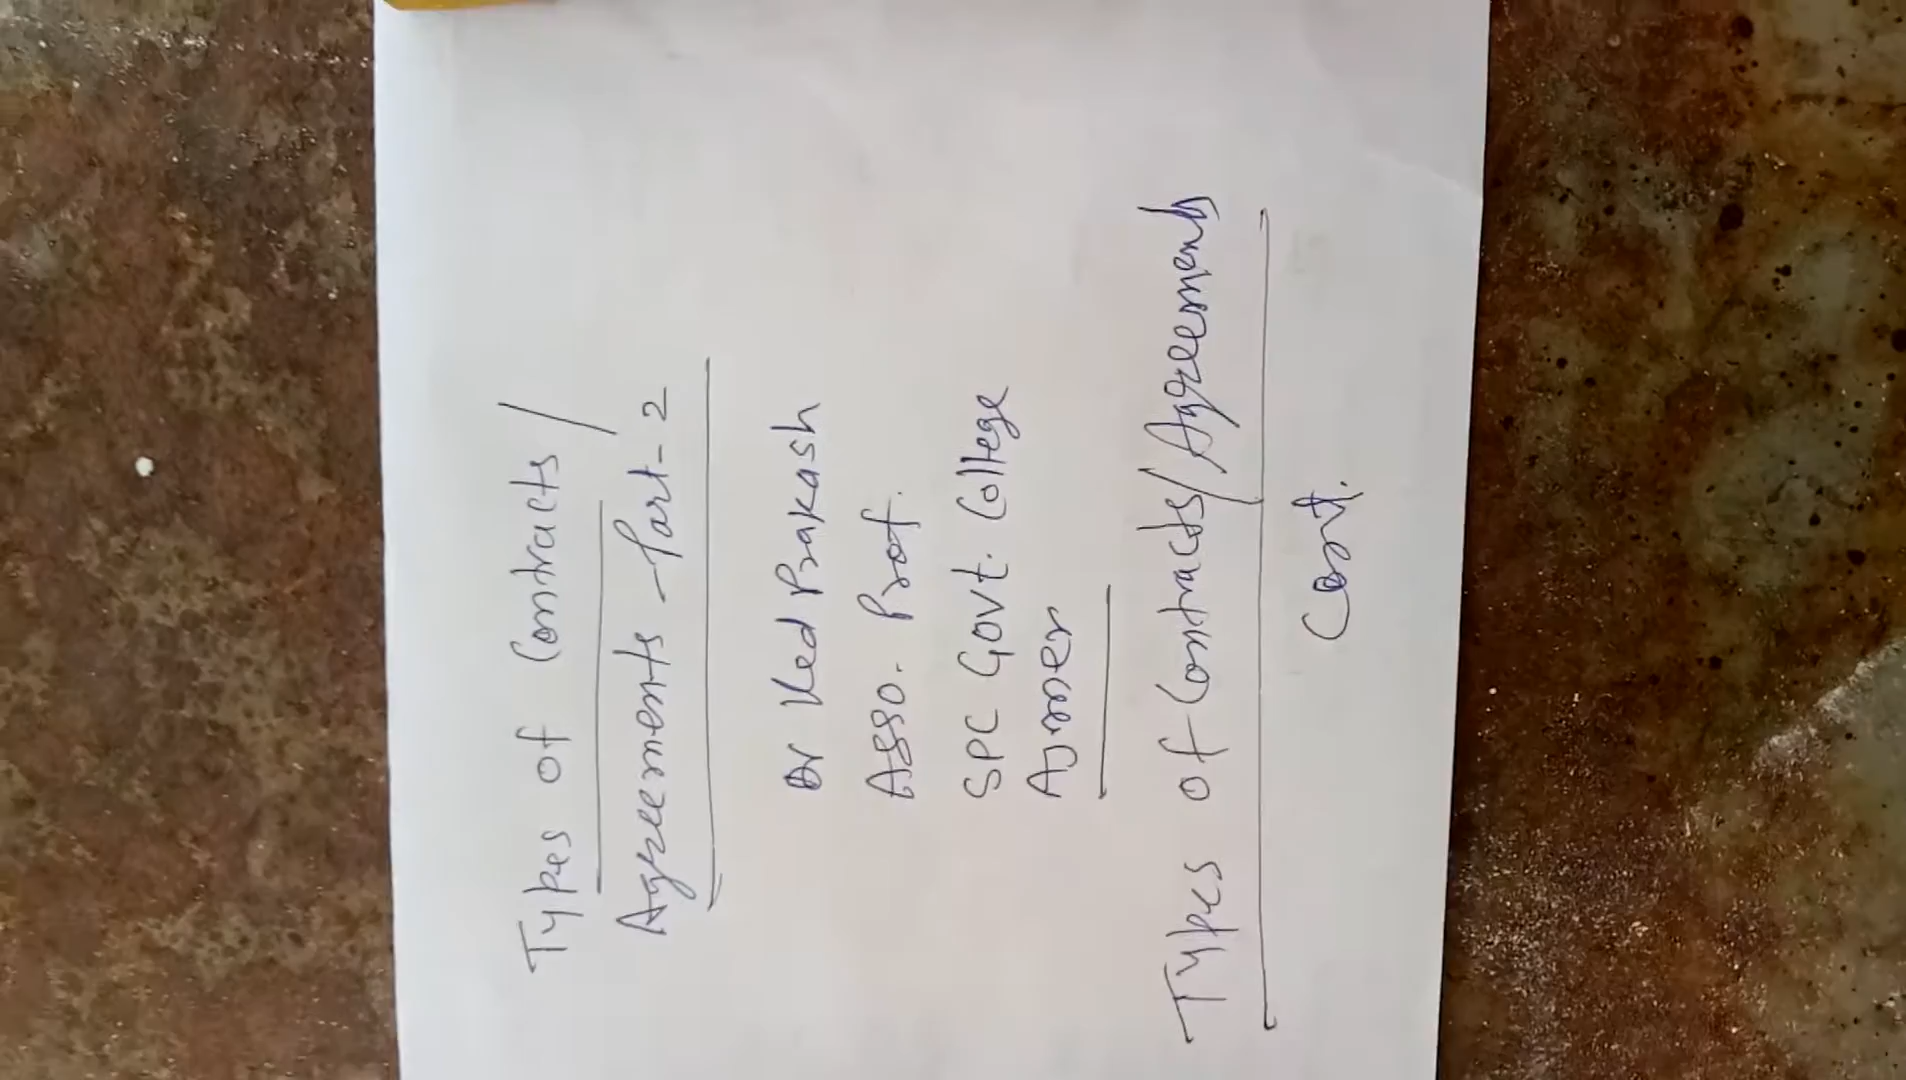 Types of Contracts/
Agreements - Part-2
Dr Ved Prakash
Asso. Prof.
SPC Govt. College
Ajmer
Types of Contracts/Agreements
Cont.